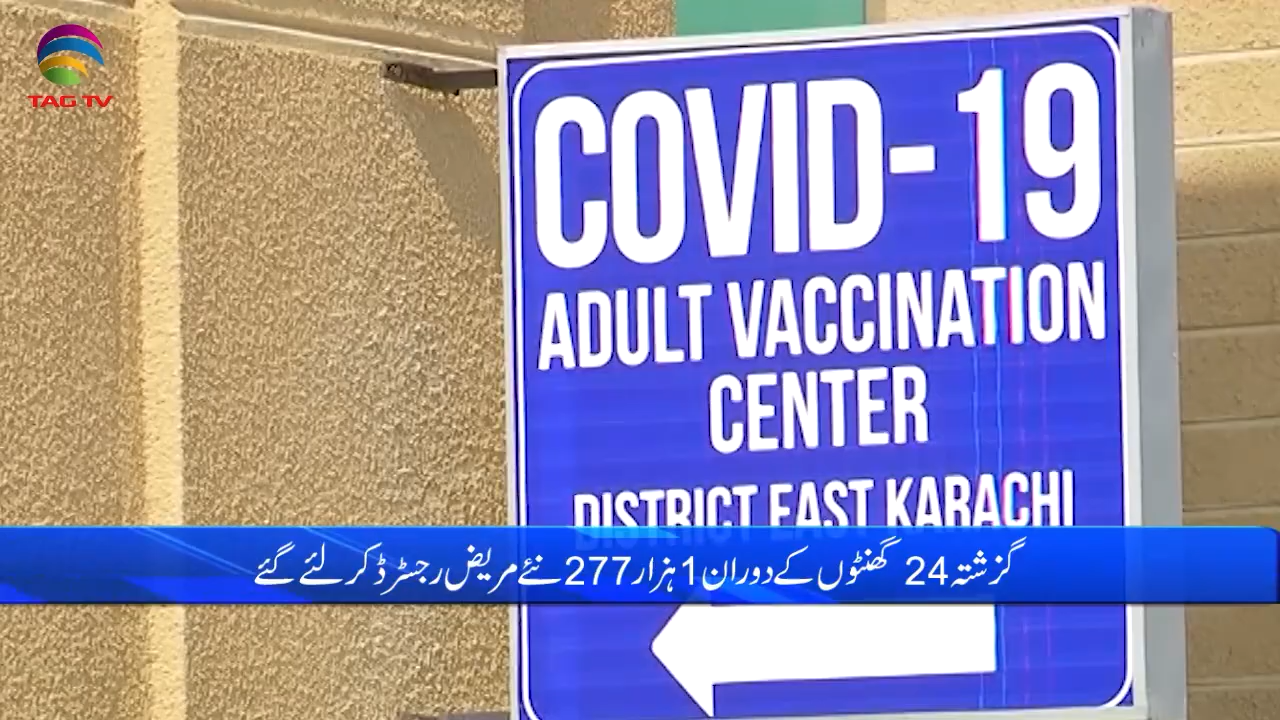 TAG TV
COVID-19
ADULT VACCINATION
CENTER
DISTRICT EAST KARACHI
گزشتہ 24 گھنٹوں کے دوران 1 ہزار 277 نئے مریض رجسٹرڈ کر لئے گئے